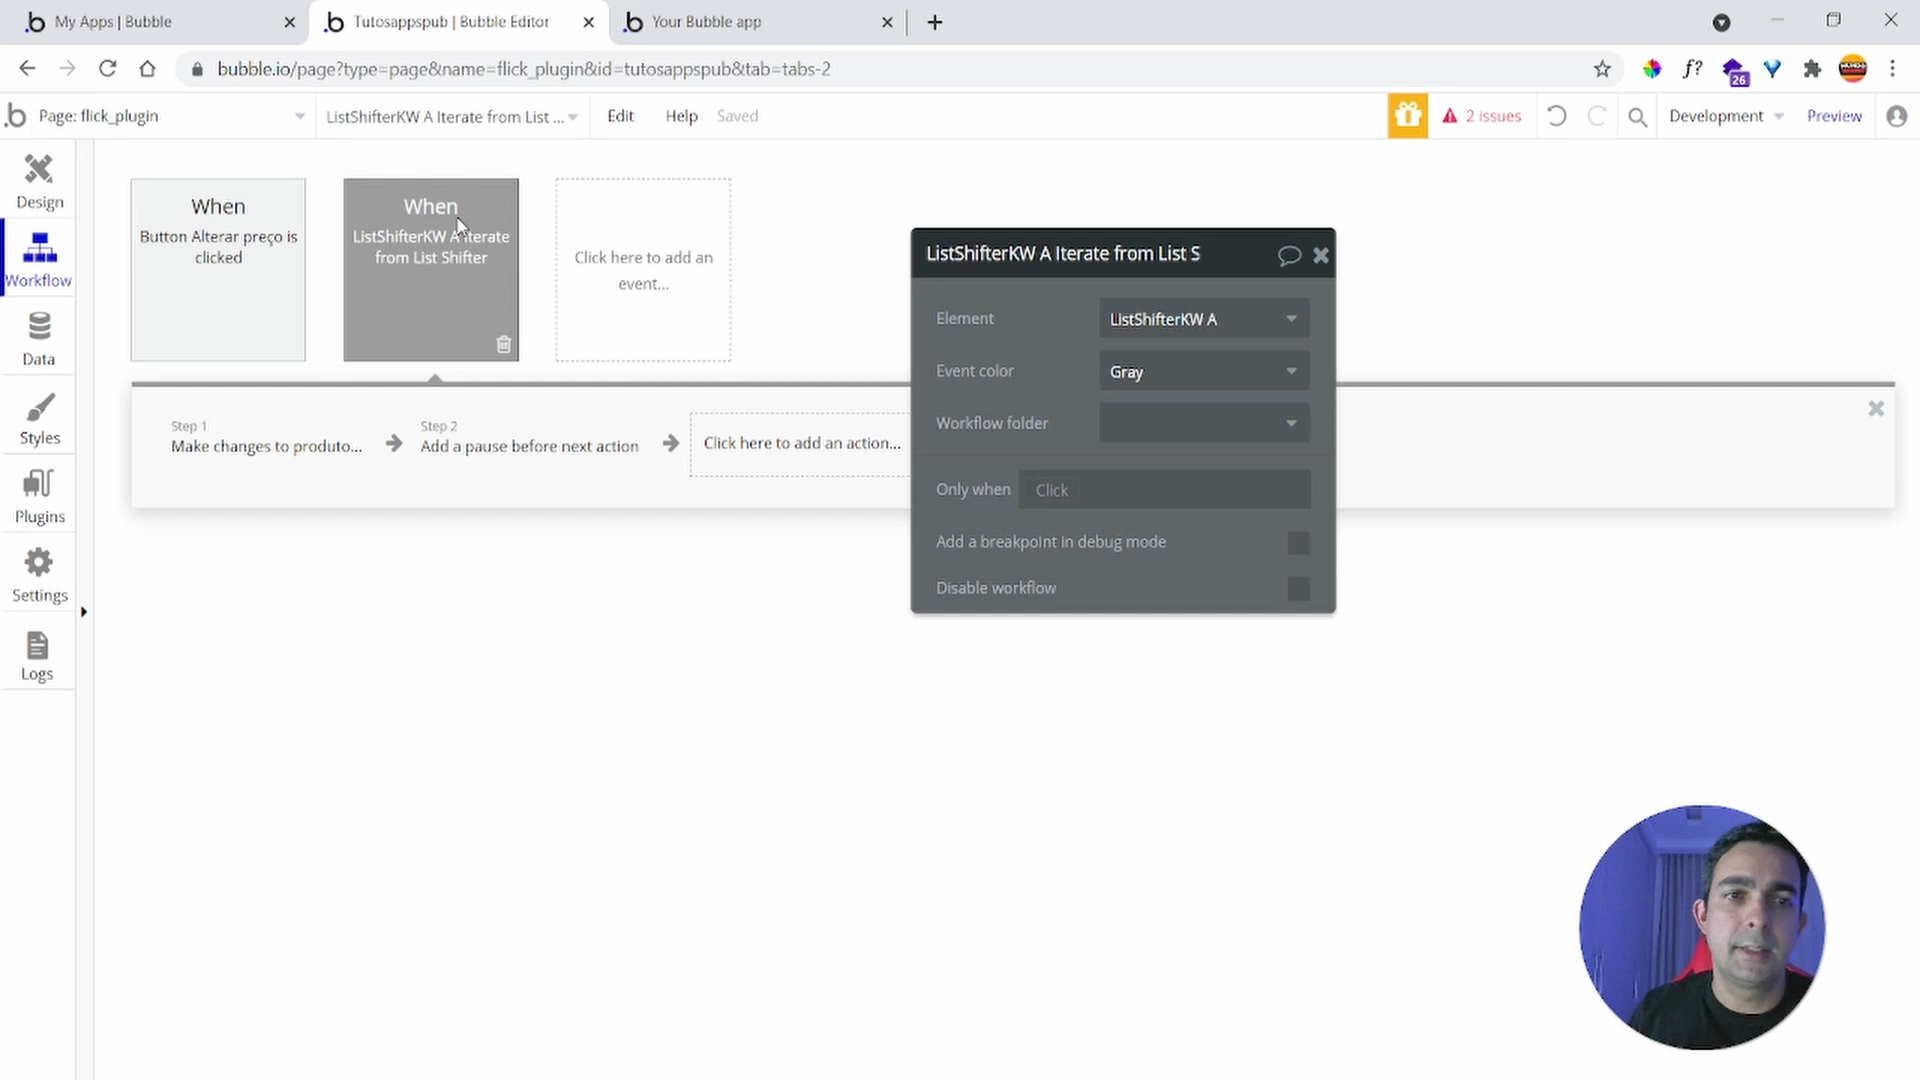 My Apps | Bubble
Tutosappspub | Bubble Editor
Your Bubble app
bubble.io/page?type=page&name=flick_plugin&id=tutosappspub&tab=tabs-2
f?
26
Page: flick_plugin
ListShifterKW A Iterate from List ...
Edit
Help
Saved
2 issues
Development
Preview
Design
Workflow
Data
Styles
Plugins
Settings
Logs
When
Button Alterar preço is
clicked
When
ListShifterKW A Iterate
from List Shifter
Click here to add an
event...
Step 1
Make changes to produto...
Step 2
Add a pause before next action
Click here to add an action...
ListShifterKW A Iterate from List S
Element
ListShifterKW A
Event color
Gray
Workflow folder
Only when
Click
Add a breakpoint in debug mode
Disable workflow